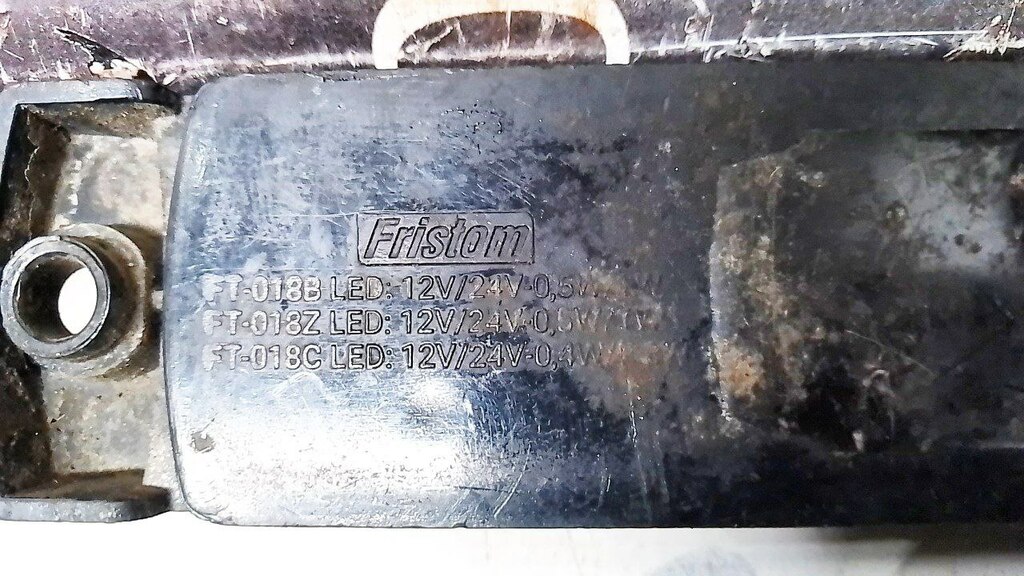 Fristom
FT-018B LED: 12V/24V-0,5W
FT-018Z LED: 12V/24V-0,5W/1W
FT-018C LED: 12V/24V-0,4W